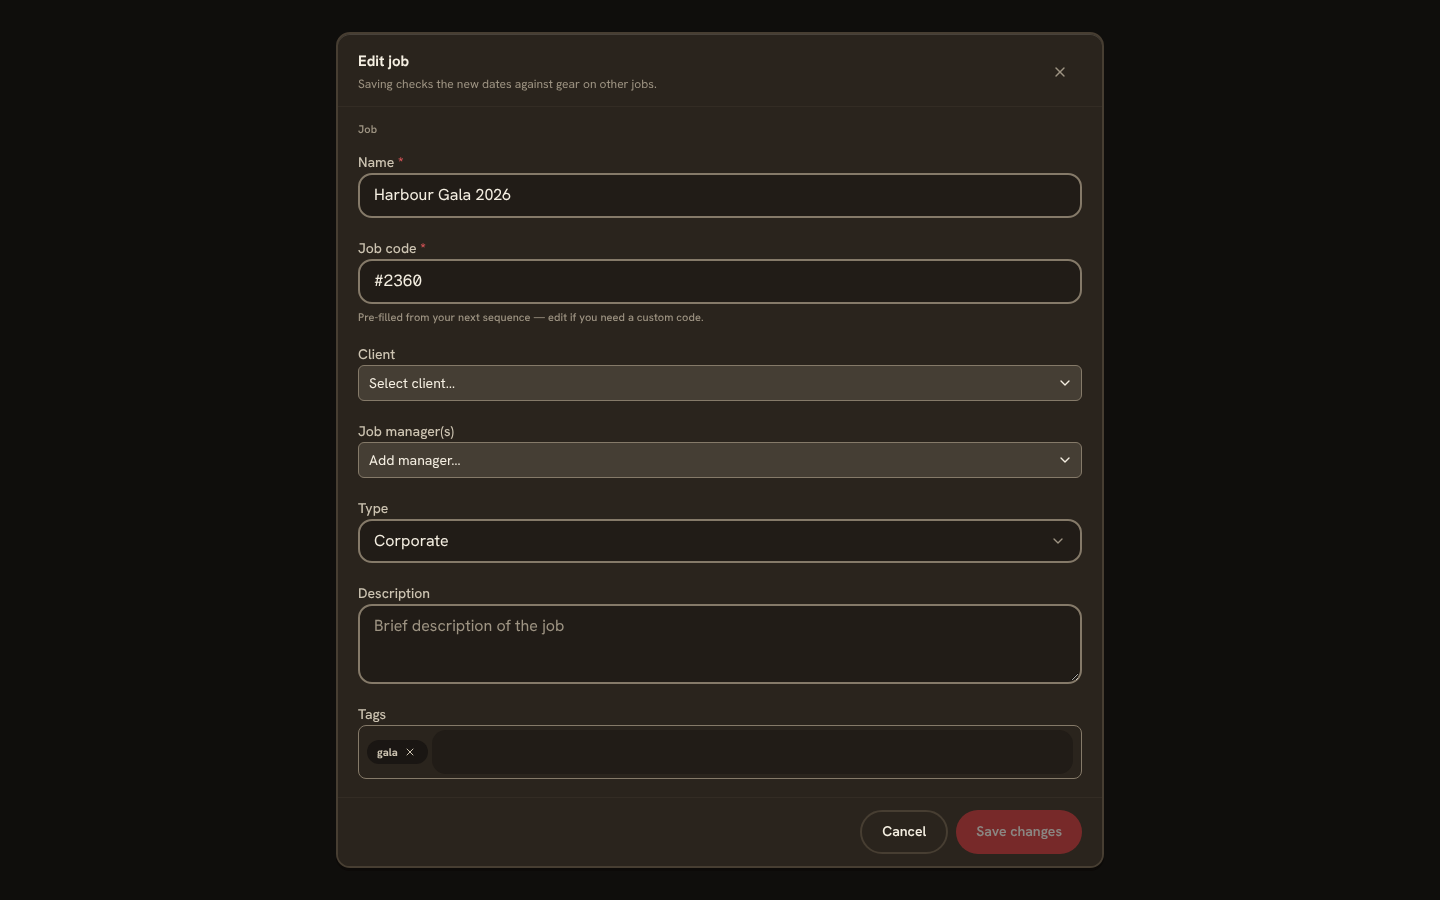 Edit job
Saving checks the new dates against gear on other jobs.
Job
Name *
Harbour Gala 2026
Job code *
#2360
Pre-filled from your next sequence — edit if you need a custom code.
Client
Select client...
Job manager(s)
Add manager...
Type
Corporate
Description
Brief description of the job
Tags
gala
Cancel
Save changes